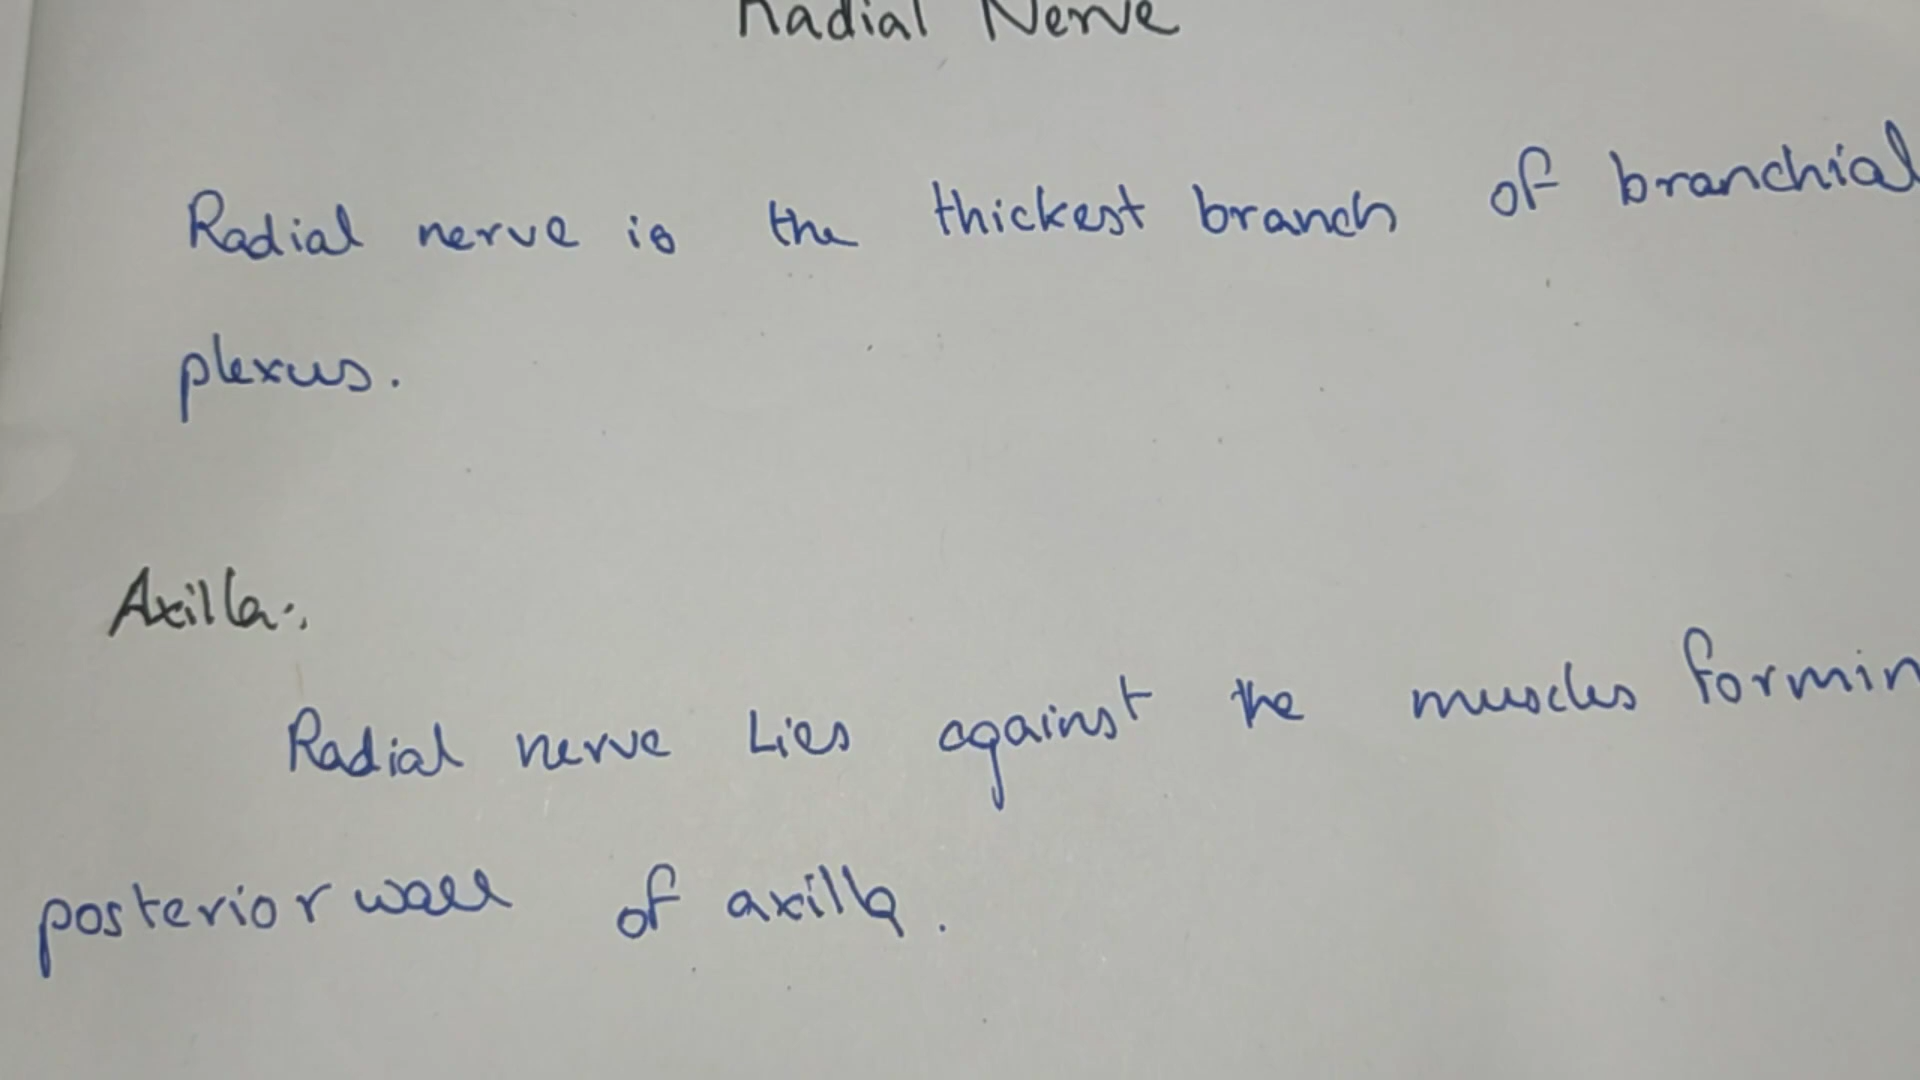 Radial Nerve
Radial nerve is the thickest branch of branchial
plexus.
Axilla:,
Radial nerve Lies against the muscles formin
posterior wall of axilla.